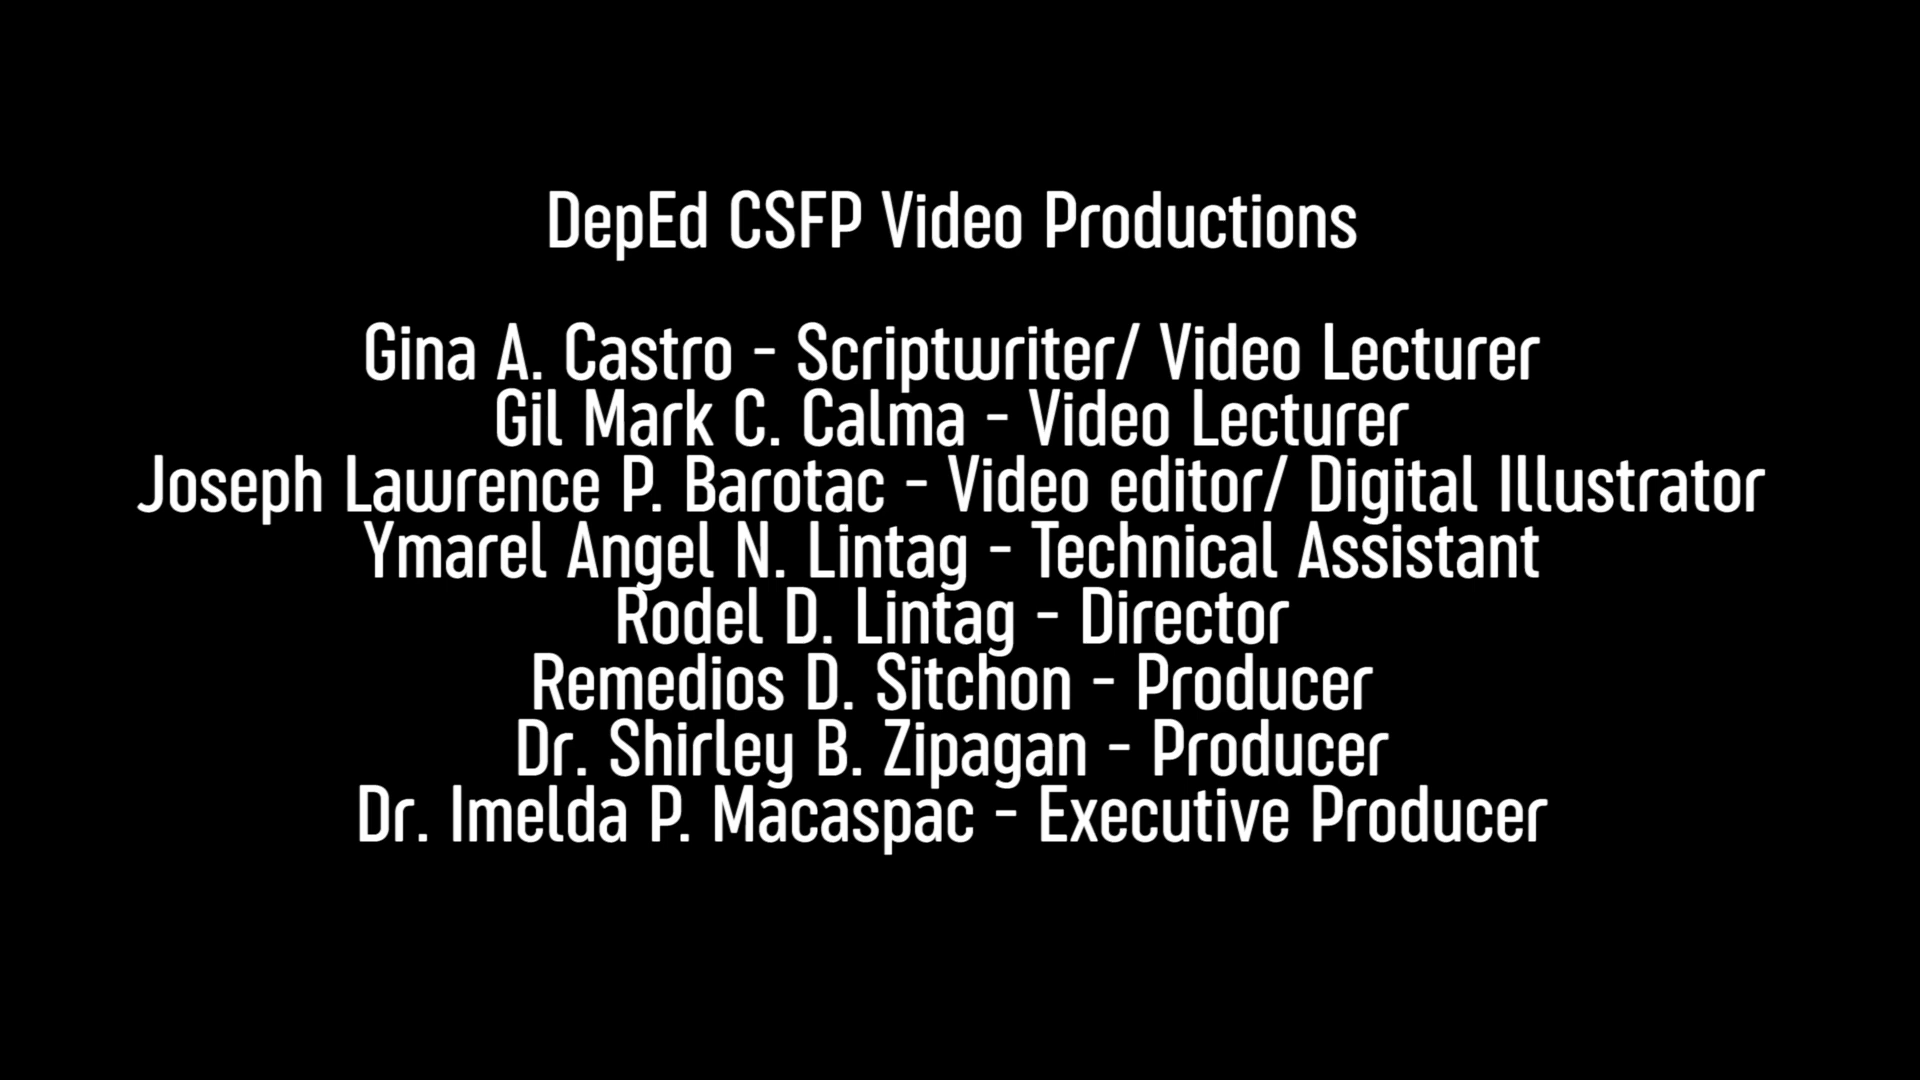 DepEd CSFP Video Productions
Gina A. Castro - Scriptwriter/ Video Lecturer
Gil Mark C. Calma - Video Lecturer
Joseph Lawrence P. Barotac - Video editor/ Digital Illustrator
Ymarel Angel N. Lintag - Technical Assistant
Rodel D. Lintag - Director
Remedios D. Sitchon - Producer
Dr. Shirley B. Zipagan - Producer
Dr. Imelda P. Macaspac - Executive Producer